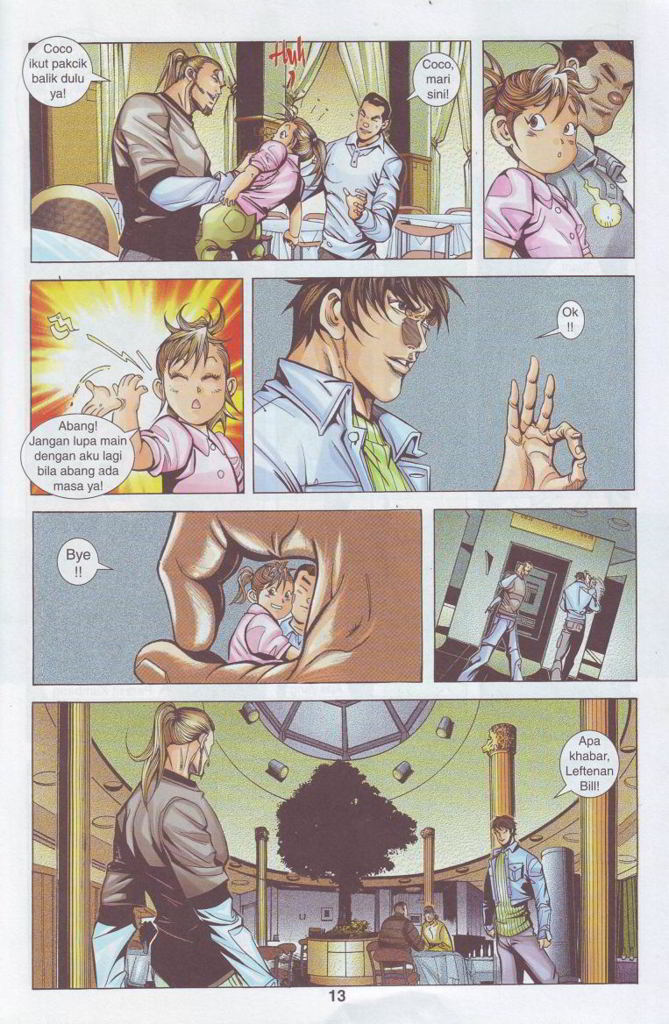 Coco
ikut pakcik
balik dulu
ya!
Huh
Coco,
mari
sini!
Abang!
Jangan lupa main
dengan aku lagi
bila abang ada
masa ya!
Ok
!!
Bye
!!
Apa
khabar,
Leftenan
Bill!
13